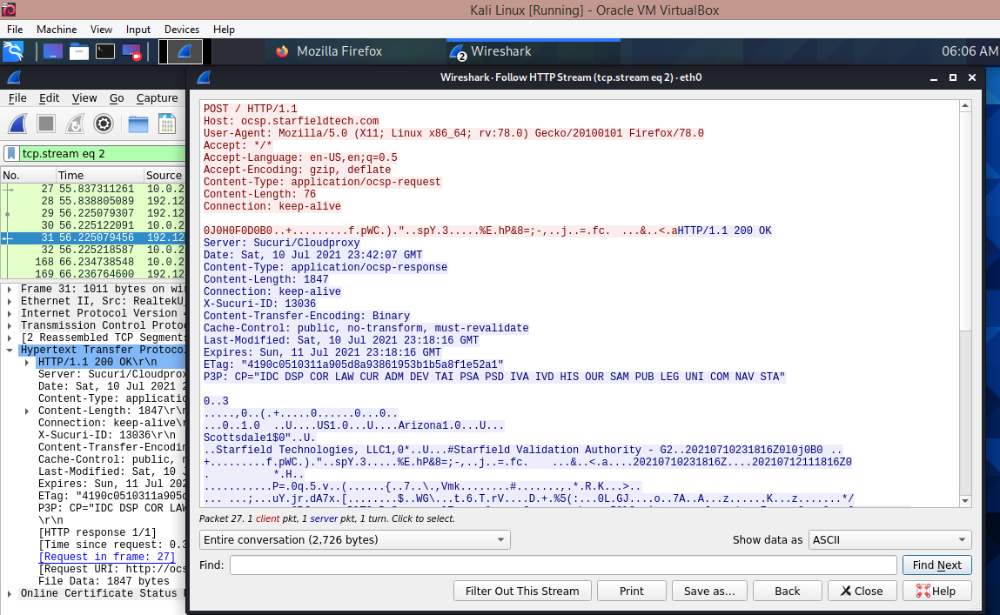 Kali Linux [Running] - Oracle VM VirtualBox
File Machine View Input Devices Help
Mozilla Firefox
2 Wireshark
06:06 AM
File Edit View Go Capture
tcp.stream eq 2
No. Time Source
27 55.837311261 10.0.2
28 55.838805089 192.12
29 56.225079307 192.12
30 56.225122091 10.0.2
31 56.225079456 192.12
32 56.225218587 10.0.2
168 66.234738548 10.0.2
169 66.236764600 192.12
Frame 31: 1011 bytes on wi
Ethernet II, Src: RealtekU
Internet Protocol Version 4
Transmission Control Proto
[2 Reassembled TCP Segments
Hypertext Transfer Protoco
HTTP/1.1 200 OK\r\n
Server: Sucuri/Cloudprox
Date: Sat, 10 Jul 2021 2
Content-Type: applicatio
Content-Length: 1847\r\n
Connection: keep-alive\r
X-Sucuri-ID: 13036\r\n
Content-Transfer-Encodin
Cache-Control: public, n
Last-Modified: Sat, 10 J
Expires: Sun, 11 Jul 202
ETag: "4190c0510311a905d
P3P: CP="IDC DSP COR LAW
\r\n
[HTTP response 1/1]
[Time since request: 0.3
[Request in frame: 27]
[Request URI: http://ocs
File Data: 1847 bytes
Online Certificate Status
Wireshark · Follow HTTP Stream (tcp.stream eq 2) · eth0
POST / HTTP/1.1
Host: ocsp.starfieldtech.com
User-Agent: Mozilla/5.0 (X11; Linux x86_64; rv:78.0) Gecko/20100101 Firefox/78.0
Accept: */*
Accept-Language: en-US,en;q=0.5
Accept-Encoding: gzip, deflate
Content-Type: application/ocsp-request
Content-Length: 76
Connection: keep-alive
0J0H0F0D0B0..+.........f.pWC.)."..spY.3.....%E.hP&8=;-,..j..=.fc.  ...&..<.aHTTP/1.1 200 OK
Server: Sucuri/Cloudproxy
Date: Sat, 10 Jul 2021 23:42:07 GMT
Content-Type: application/ocsp-response
Content-Length: 1847
Connection: keep-alive
X-Sucuri-ID: 13036
Content-Transfer-Encoding: Binary
Cache-Control: public, no-transform, must-revalidate
Last-Modified: Sat, 10 Jul 2021 23:18:16 GMT
Expires: Sun, 11 Jul 2021 23:18:16 GMT
ETag: "4190c0510311a905d8a93861953b1b5a8f1e52a1"
P3P: CP="IDC DSP COR LAW CUR ADM DEV TAI PSA PSD IVA IVD HIS OUR SAM PUB LEG UNI COM NAV STA"
0..3
.....,0..(.+.....0......0...0..
...0..1.0  ..U....US1.0...U....Arizona1.0...U...
Scottsdale1$0"..U.
..Starfield Technologies, LLC1,0*..U...#Starfield Validation Authority - G2..20210710231816Z0l0j0B0 ..
+.........f.pWC.)."..spY.3.....%E.hP&8=;-,..j..=.fc.    ...&..<.a....20210710231816Z....20210712111816Z0
.          *.H..
...........P=.0q.5.v..(......{..7..\.,Vmk.........#.......,.*.R.K...>..
... ...;...uY.jr.dA7x.[........$..WG\...t.6.T.rV....D.+.%5(:...0L.GJ....o..7A..A...z......K...z.......*/
Packet 27. 1 client pkt, 1 server pkt, 1 turn. Click to select.
Entire conversation (2,726 bytes)
Show data as ASCII
Find:
Find Next
Filter Out This Stream Print Save as... Back Close Help